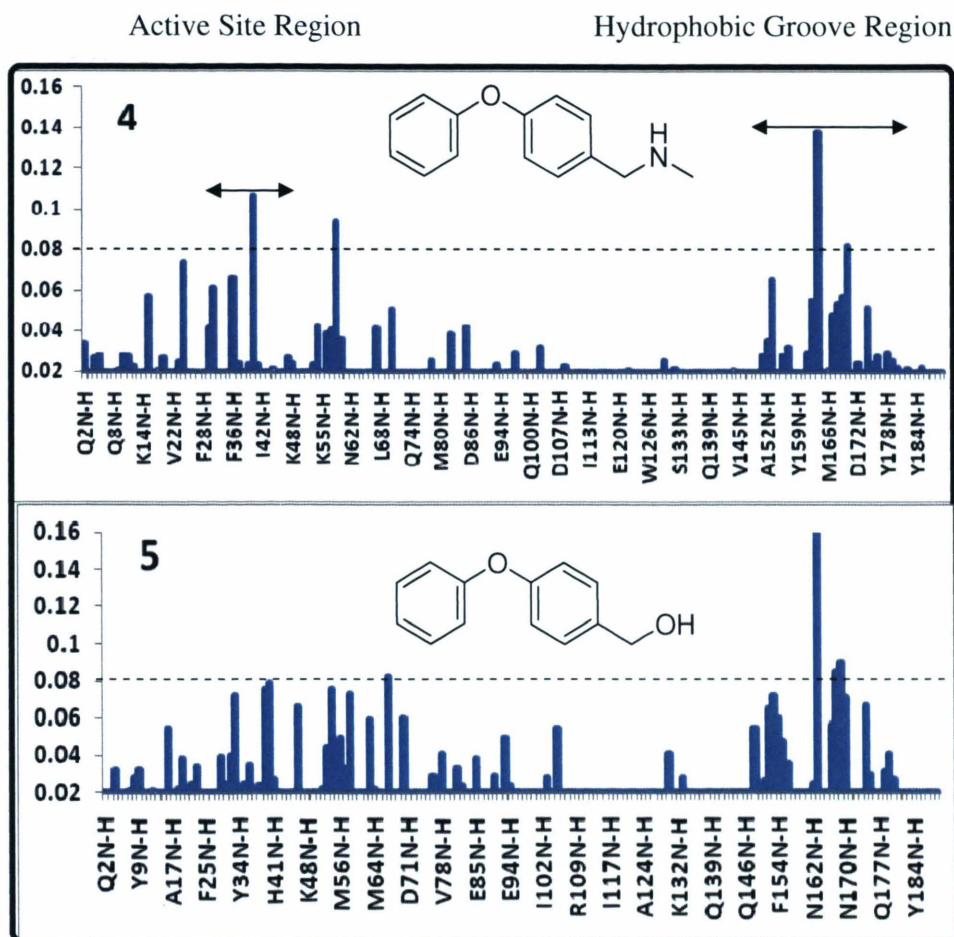 Active Site Region Hydrophobic Groove Region
0.16
0.14
0.12
0.1
0.08
0.06
0.04
0.02
4
O
H
N
Q2N-H Q8N-H K14N-H V22N-H F28N-H F36N-H I42N-H K48N-H K55N-H N62N-H L68N-H Q74N-H M80N-H D86N-H E94N-H Q100N-H D107N-H I113N-H E120N-H W126N-H S133N-H Q139N-H V145N-H A152N-H Y159N-H M166N-H D172N-H Y178N-H Y184N-H
0.16
0.14
0.12
0.1
0.08
0.06
0.04
0.02
5
O
OH
Q2N-H Y9N-H A17N-H F25N-H Y34N-H H41N-H K48N-H M56N-H M64N-H D71N-H V78N-H E85N-H E94N-H I102N-H R109N-H I117N-H A124N-H K132N-H Q139N-H Q146N-H F154N-H N162N-H N170N-H Q177N-H Y184N-H